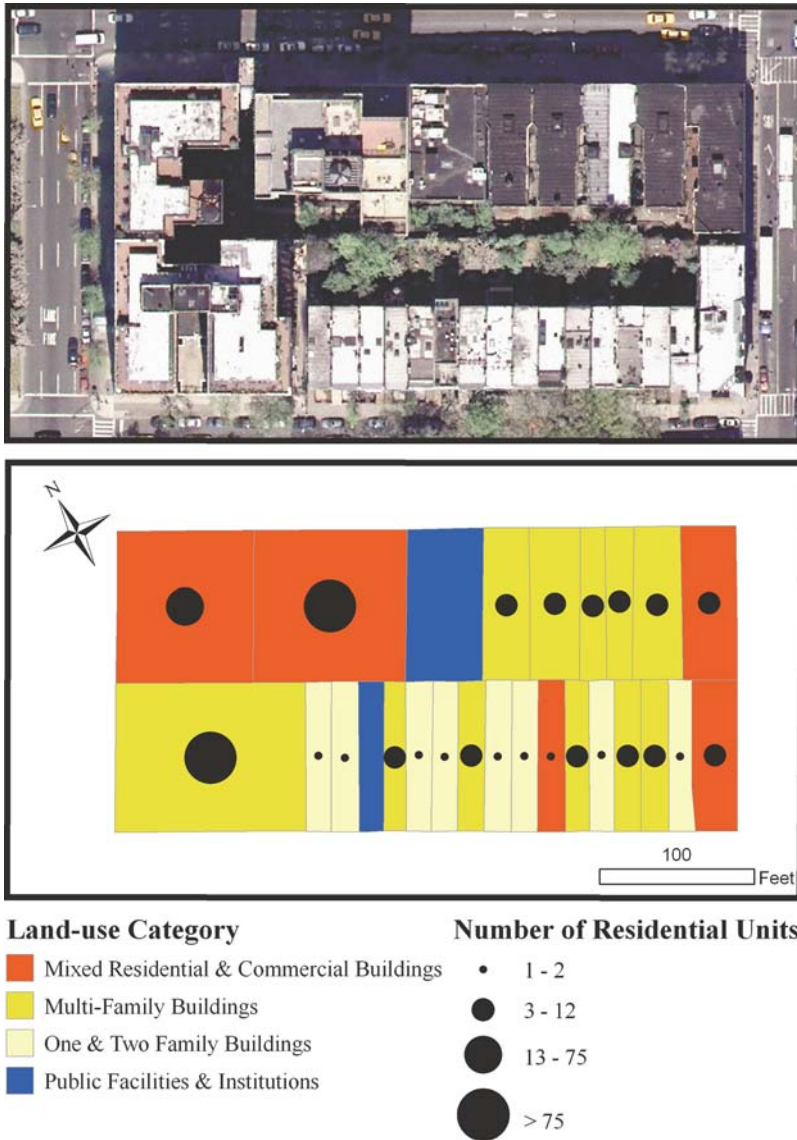 N
100
Feet
Land-use Category
Mixed Residential & Commercial Buildings
Multi-Family Buildings
One & Two Family Buildings
Public Facilities & Institutions
Number of Residential Units
1 - 2
3 - 12
13 - 75
> 75